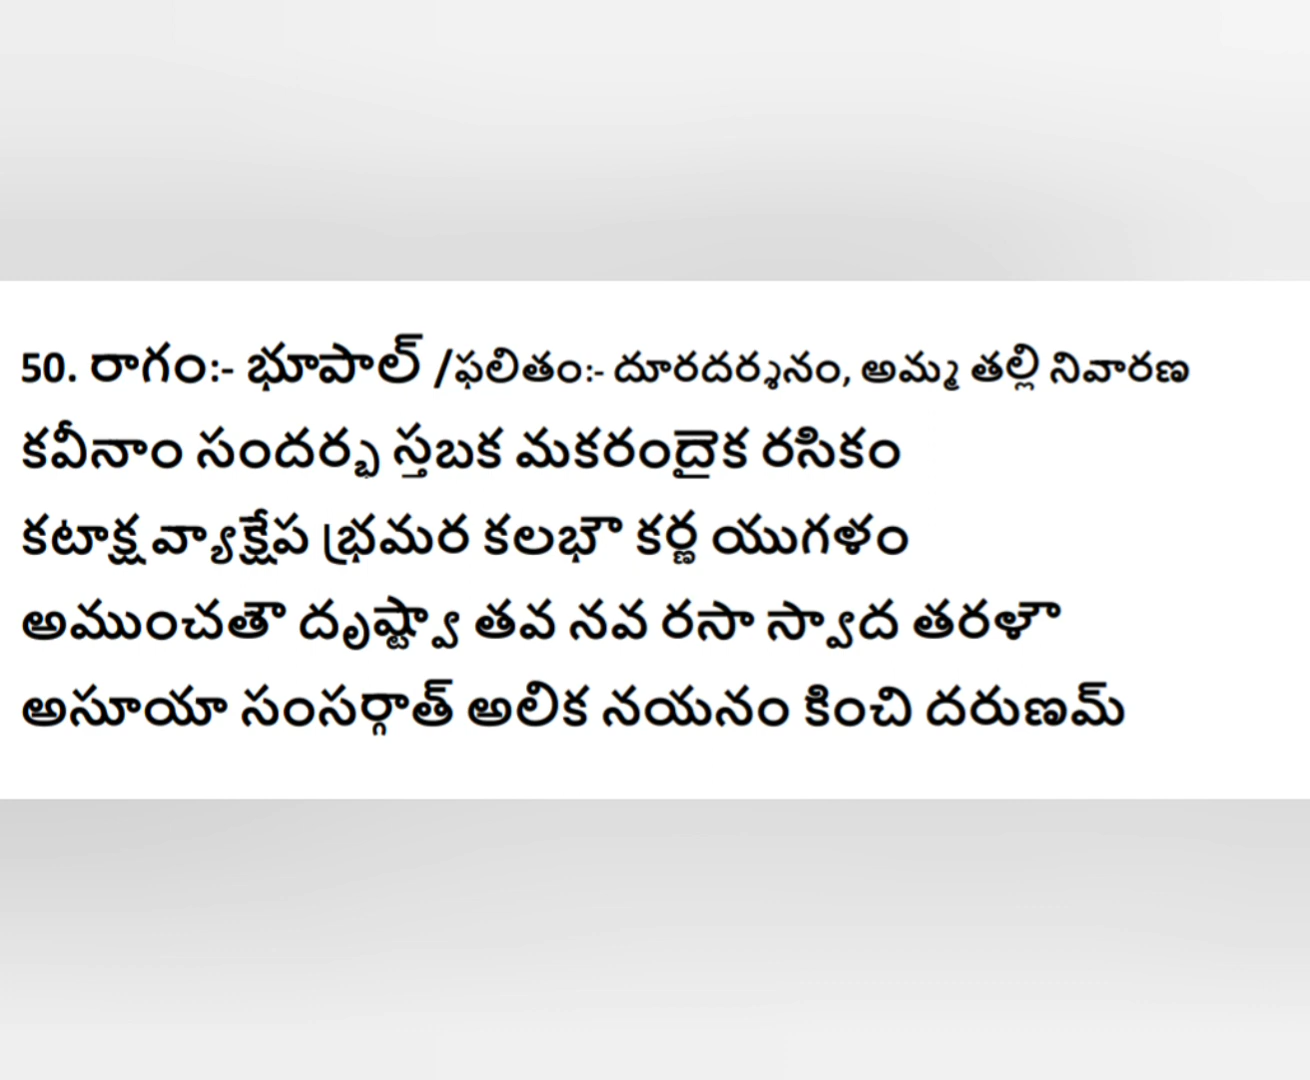 50. రాగం:- భూపాల్ /ఫలితం:- దూరదర్శనం, అమ్మ తల్లి నివారణ
కవీనాం సందర్భ స్తబక మకరందైక రసికం
కటాక్ష వ్యాక్షేప భ్రమర కలభౌ కర్ణ యుగళం
అముంచతౌ దృష్ట్వా తవ నవ రసా స్వాద తరళౌ
అసూయా సంసర్గాత్ అలిక నయనం కించి దరుణమ్